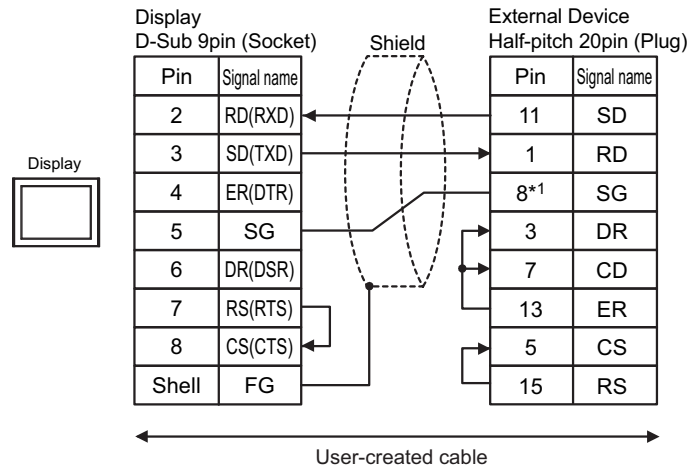 Display
D-Sub 9pin (Socket)
Shield
External Device
Half-pitch 20pin (Plug)
Pin Signal name
Pin Signal name
2 RD(RXD)
11 SD
3 SD(TXD)
1 RD
Display
4 ER(DTR)
8*1 SG
5 SG
3 DR
6 DR(DSR)
7 CD
7 RS(RTS)
13 ER
8 CS(CTS)
5 CS
Shell FG
15 RS
User-created cable